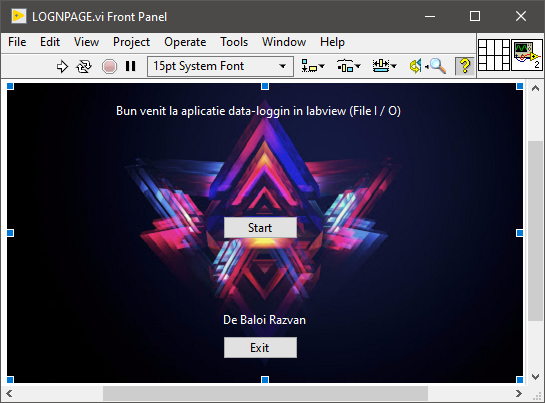 LOGNPAGE.vi Front Panel
File Edit View Project Operate Tools Window Help
15pt System Font
2
Bun venit la aplicatie data-loggin in labview (File I / O)
Start
De Baloi Razvan
Exit